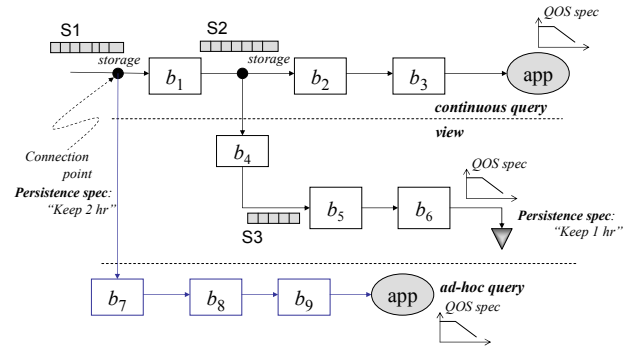 S1
S2
QOS spec
storage
storage
b1
b2
b3
app
continuous query
view
Connection
point
b4
QOS spec
Persistence spec:
"Keep 2 hr"
S3
b5
b6
Persistence spec:
"Keep 1 hr"
b7
b8
b9
app
ad-hoc query
QOS spec